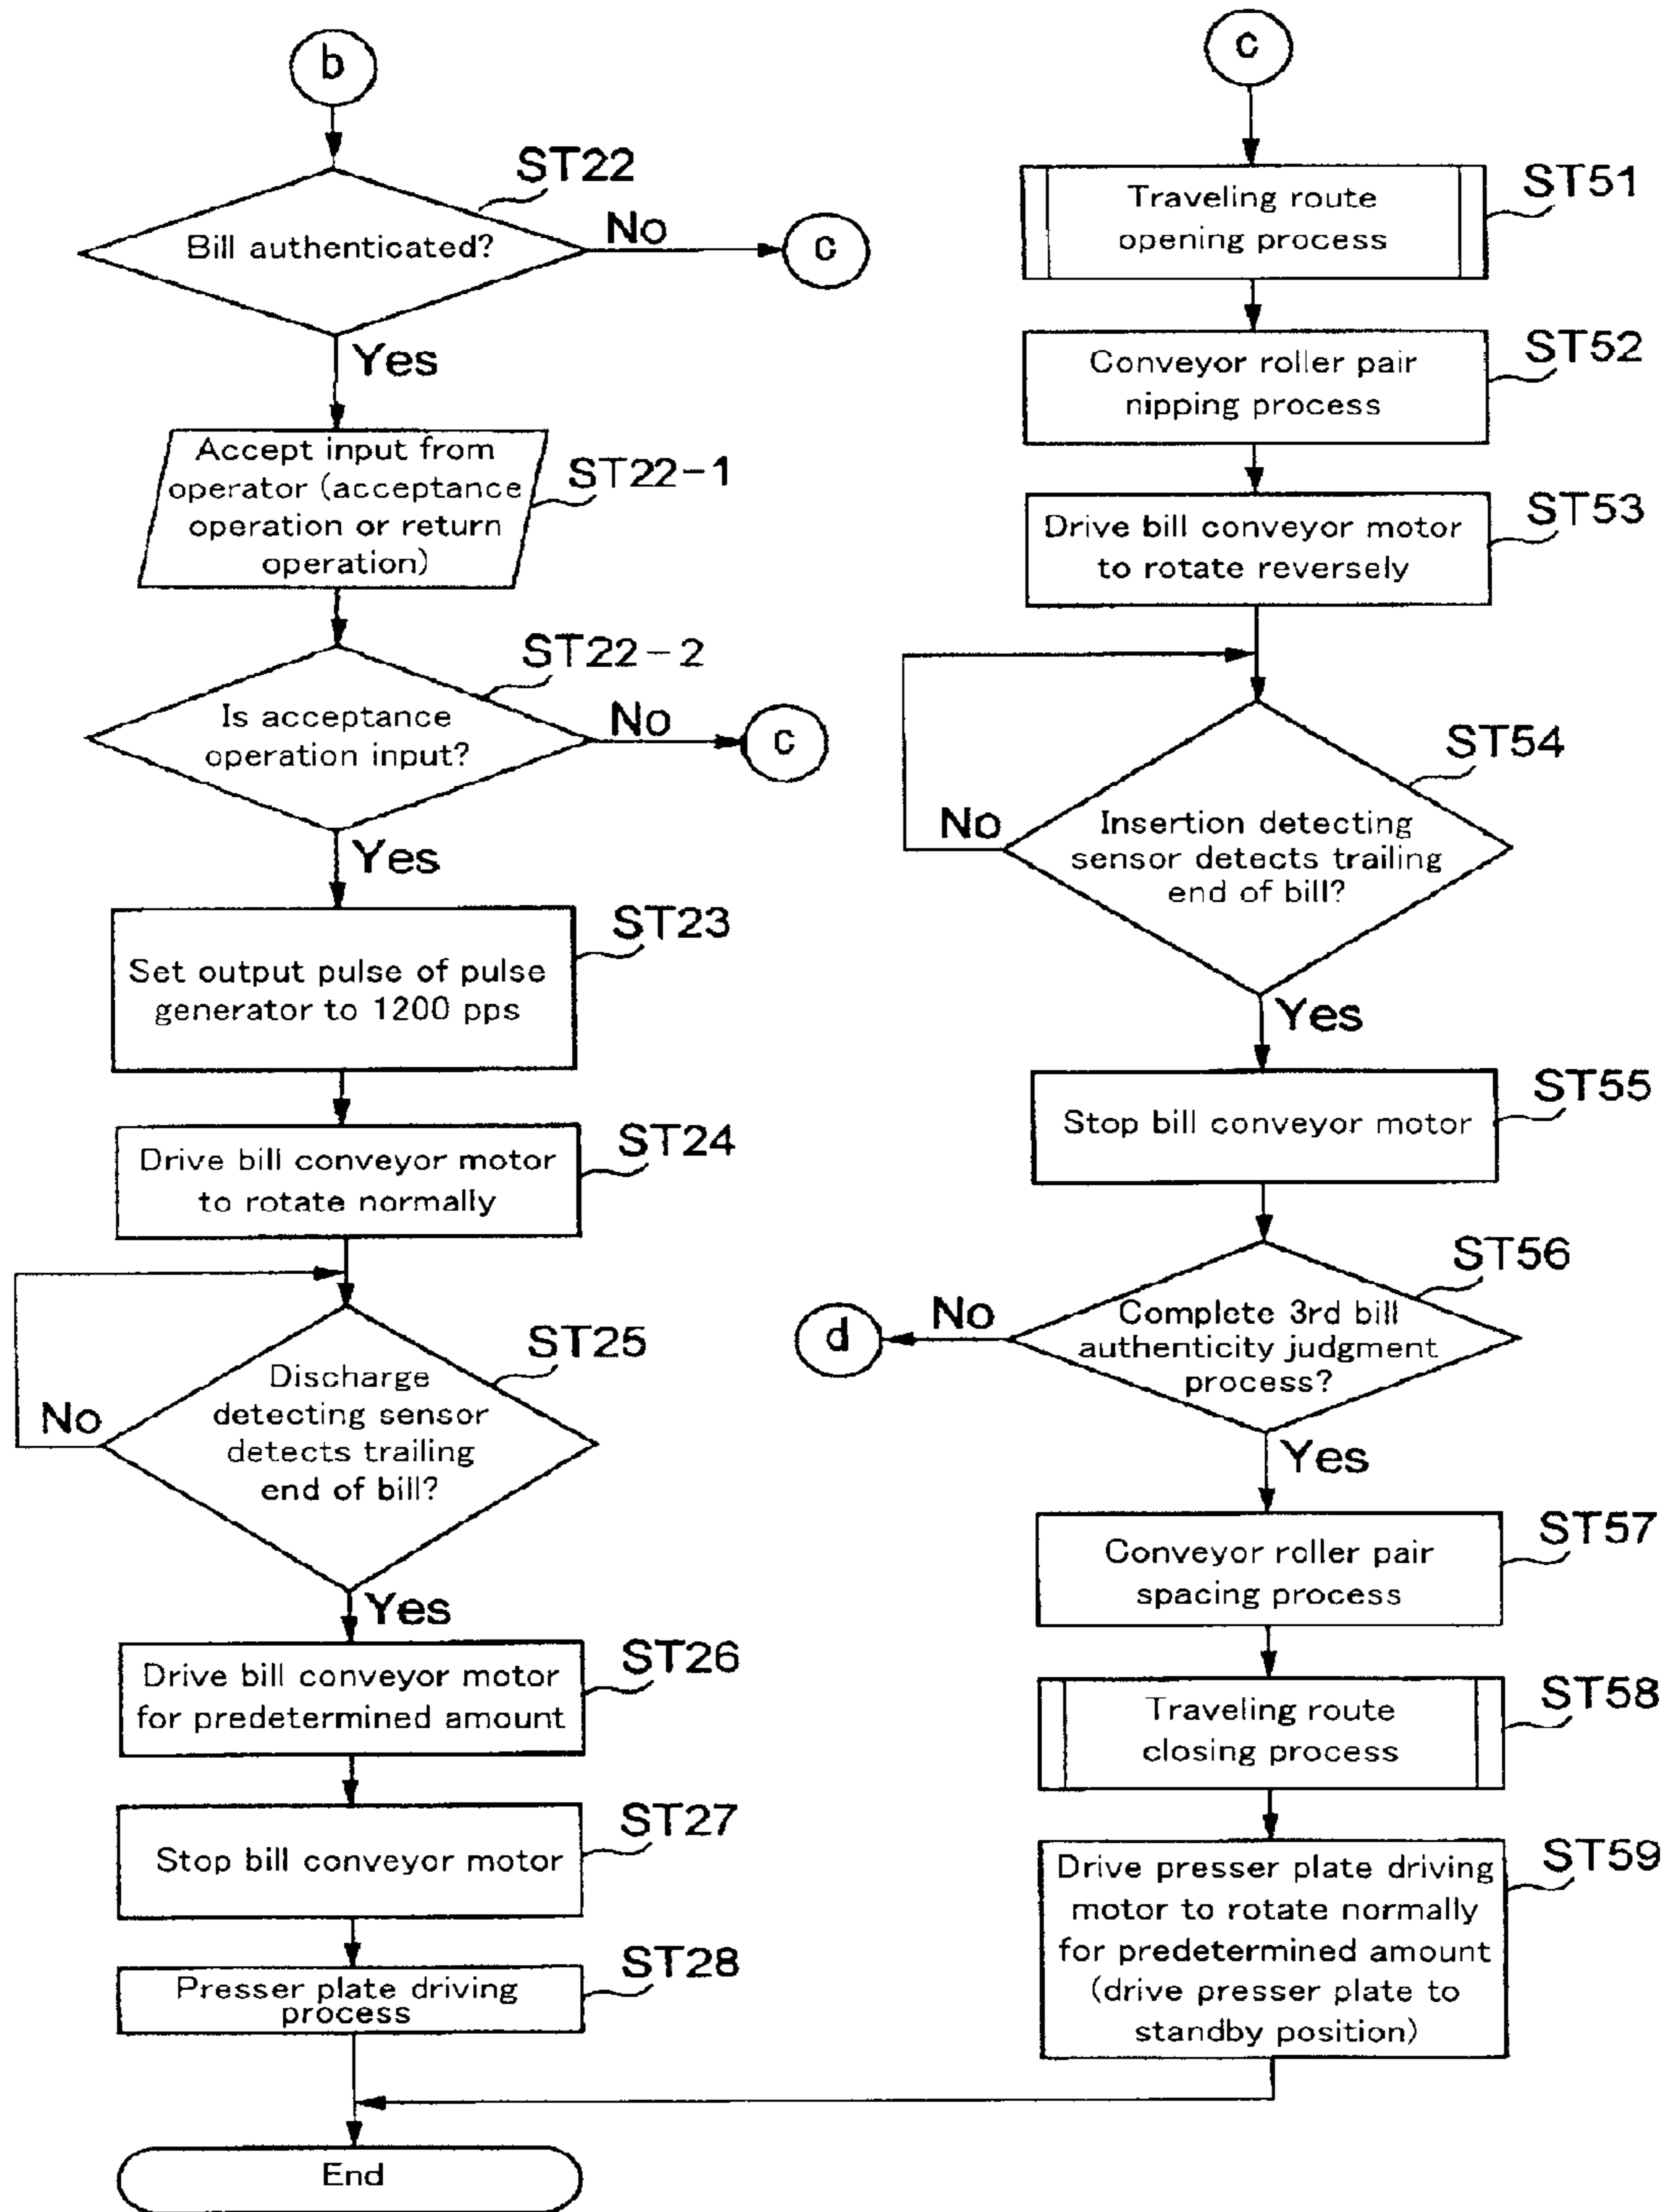 b
ST22
Bill authenticated?
No
c
Yes
Accept input from
operator (acceptance
operation or return
operation)
ST22-1
ST22-2
Is acceptance
operation input?
No
c
Yes
ST23
Set output pulse of pulse
generator to 1200 pps
ST24
Drive bill conveyor motor
to rotate normally
ST25
Discharge
detecting sensor
detects trailing
end of bill?
No
Yes
ST26
Drive bill conveyor motor
for predetermined amount
ST27
Stop bill conveyor motor
ST28
Presser plate driving
process
End
c
Traveling route
opening process
ST51
Conveyor roller pair
nipping process
ST52
Drive bill conveyor motor
to rotate reversely
ST53
ST54
Insertion detecting
sensor detects trailing
end of bill?
No
Yes
ST55
Stop bill conveyor motor
ST56
Complete 3rd bill
authenticity judgment
process?
No
d
Yes
ST57
Conveyor roller pair
spacing process
ST58
Traveling route
closing process
ST59
Drive presser plate driving
motor to rotate normally
for predetermined amount
(drive presser plate to
standby position)